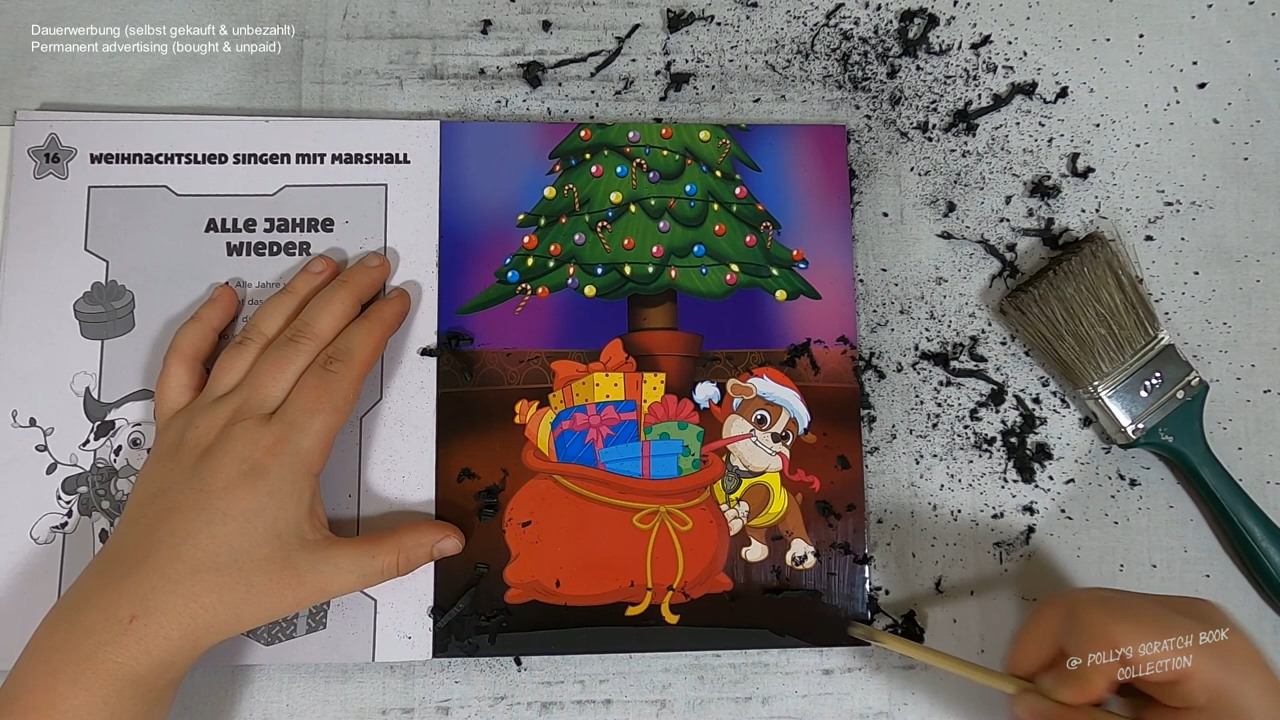 Dauerwerbung (selbst gekauft & unbezahlt)
Permanent advertising (bought & unpaid)
16
WEIHNACHTSLIED SINGEN MIT MARSHALL
ALLE JAHRE
WIEDER
Alle Jahre
@ POLLY'S SCRATCH BOOK
COLLECTION